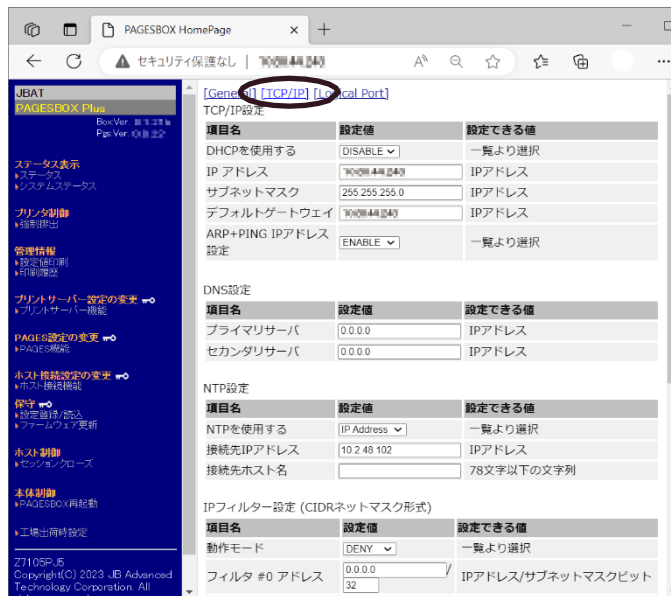 PAGESBOX HomePage
セキュリティ保護なし
JBAT
PAGESBOX Plus
Box:Ver.
Pgs:Ver.
ステータス表示
ステータス
システムステータス
プリンタ制御
強制排出
管理情報
設定値印刷
印刷履歴
プリントサーバー設定の変更
プリントサーバー機能
PAGES設定の変更
PAGES機能
ホスト接続設定の変更
ホスト接続機能
保守
設定登録/読込
ファームウェア更新
ホスト制御
セッションクローズ
本体制御
PAGESBOX再起動
工場出荷時設定
Z7105PJ5
Copyright(C) 2023 JB Advanced
Technology Corporation. All
[General] [TCP/IP] [Logical Port]
TCP/IP設定
項目名 設定値 設定できる値
DHCPを使用する DISABLE 一覧より選択
IP アドレス IPアドレス
サブネットマスク 255.255.255.0 IPアドレス
デフォルトゲートウェイ IPアドレス
ARP+PING IPアドレス
設定 ENABLE 一覧より選択
DNS設定
項目名 設定値 設定できる値
プライマリサーバ 0.0.0.0 IPアドレス
セカンダリサーバ 0.0.0.0 IPアドレス
NTP設定
項目名 設定値 設定できる値
NTPを使用する IP Address 一覧より選択
接続先IPアドレス 10.2.48.102 IPアドレス
接続先ホスト名 78文字以下の文字列
IPフィルター設定 (CIDRネットマスク形式)
項目名 設定値 設定できる値
動作モード DENY 一覧より選択
フィルタ #0 アドレス 0.0.0.0 / IPアドレス/サブネットマスクビット
32